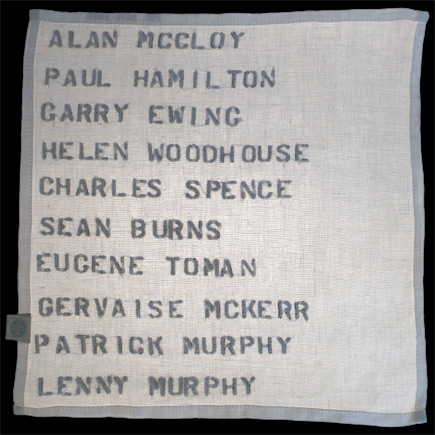 ALAN MCCLOY
PAUL HAMILTON
GARRY EWING
HELEN WOODHOUSE
CHARLES SPENCE
SEAN BURNS
EUGENE TOMAN
GERVAISE MCKERR
PATRICK MURPHY
LENNY MURPHY